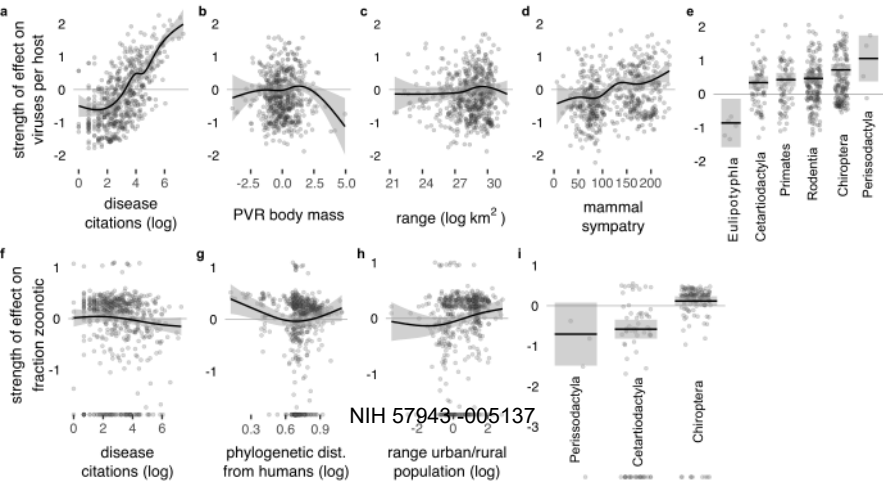 a b c d e
strength of effect on
viruses per host
2
1
0
-1
-2
0 2 4 6
disease
citations (log)
2
1
0
-1
-2
-2.5 0.0 2.5 5.0
PVR body mass
2
1
0
-1
-2
21 24 27 30
range (log km2 )
2
1
0
-1
-2
0 50 100150 200
mammal
sympatry
2
1
0
-1
-2
Eulipotyphla
Cetartiodactyla
Primates
Rodentia
Chiroptera
Perissodactyla
f g h i
strength of effect on
fraction zoonotic
1
0
-1
0 2 4 6
disease
citations (log)
1
0
-1
0.3 0.6 0.9
phylogenetic dist.
from humans (log)
1
0
-1
-2 0 2
range urban/rural
population (log)
1
0
-1
-2
-3
Perissodactyla
Cetartiodactyla
Chiroptera
NIH 57943 -005137